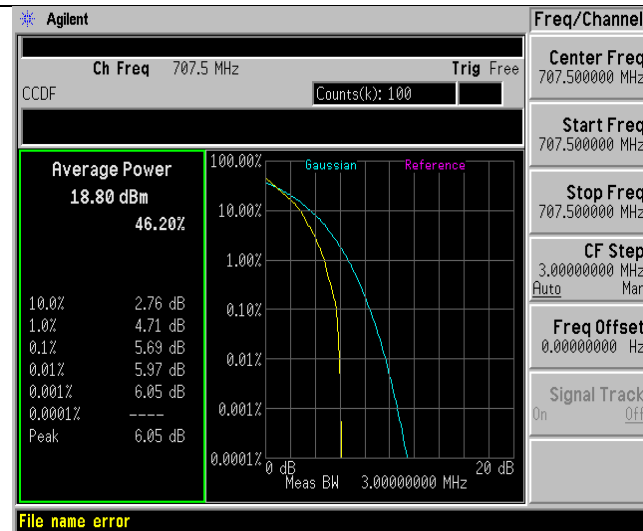 Agilent
Freq/Channel
Ch Freq 707.5 MHz Trig Free
CCDF Counts(k): 100
Average Power
18.80 dBm
46.20%
10.0% 2.76 dB
1.0% 4.71 dB
0.1% 5.69 dB
0.01% 5.97 dB
0.001% 6.05 dB
0.0001% ----
Peak 6.05 dB
Gaussian Reference
100.00%
10.00%
1.00%
0.10%
0.01%
0.001%
0.0001%
0 dB 20 dB
Meas BW 3.00000000 MHz
Center Freq
707.500000 MHz
Start Freq
707.500000 MHz
Stop Freq
707.500000 MHz
CF Step
3.00000000 MHz
Auto Man
Freq Offset
0.00000000 Hz
Signal Track
On Off
File name error